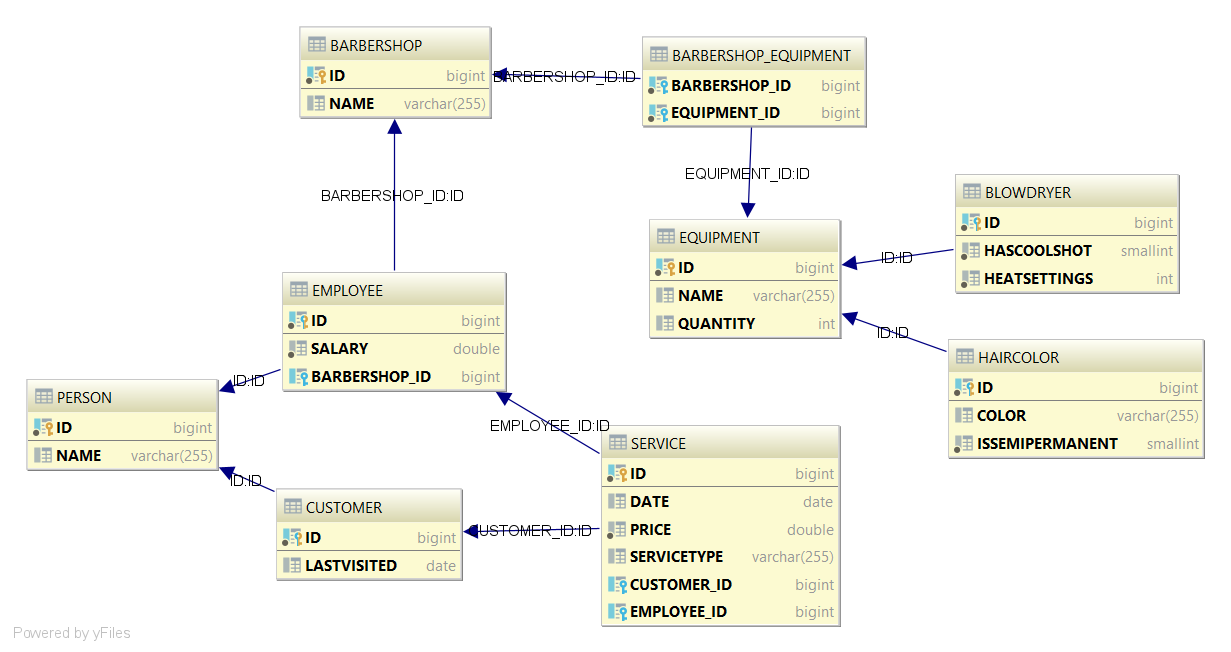 BARBERSHOP
ID bigint
NAME varchar(255)
BARBERSHOP_ID:ID
BARBERSHOP_EQUIPMENT
BARBERSHOP_ID bigint
EQUIPMENT_ID bigint
BARBERSHOP_ID:ID
EQUIPMENT_ID:ID
BLOWDRYER
ID bigint
HASCOOLSHOT smallint
HEATSETTINGS int
EQUIPMENT
ID bigint
NAME varchar(255)
QUANTITY int
ID:ID
ID:ID
HAIRCOLOR
ID bigint
COLOR varchar(255)
ISSEMIPERMANENT smallint
EMPLOYEE
ID bigint
SALARY double
BARBERSHOP_ID bigint
ID:ID
PERSON
ID bigint
NAME varchar(255)
ID:ID
EMPLOYEE_ID:ID
SERVICE
ID bigint
DATE date
PRICE double
SERVICETYPE varchar(255)
CUSTOMER_ID bigint
EMPLOYEE_ID bigint
CUSTOMER_ID:ID
CUSTOMER
ID bigint
LASTVISITED date
Powered by yFiles